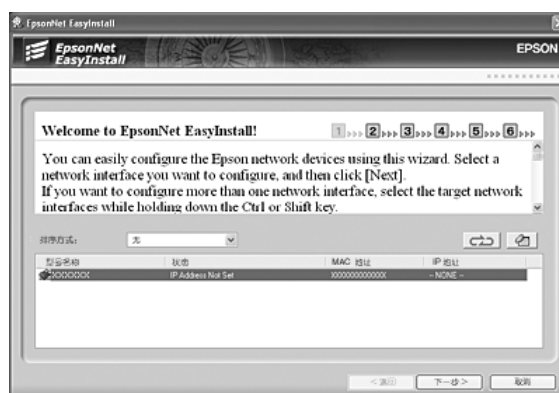 EpsonNet EasyInstall
EpsonNet
EasyInstall
EPSON
Welcome to EpsonNet EasyInstall!
1 2 3 4 5 6
You can easily configure the Epson network devices using this wizard. Select a
network interface you want to configure, and then click [Next].
If you want to configure more than one network interface, select the target network
interfaces while holding down the Ctrl or Shift key.
排序方式: 无
型号名称 状态 MAC 地址 IP 地址
XXXXXXX IP Address Not Set XXXXXXXXXXXX - NONE -
< 返回 下一步 > 取消